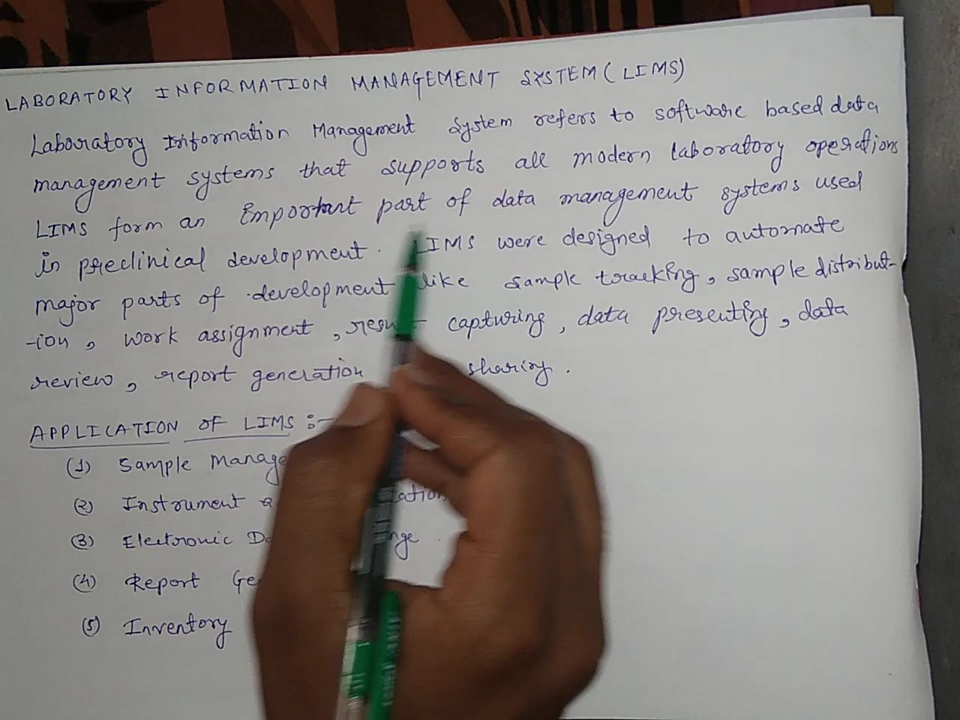 LABORATORY INFORMATION MANAGEMENT SYSTEM (LIMS)
Laboratory Information Management System refers to software based data
management systems that supports all modern laboratory operations
LIMS form an Important part of data management systems used
in preclinical development. LIMS were designed to automate
major parts of development like sample tracking, sample distribut-
-ion, work assignment, result capturing, data presenting, data
review, report generation sharing.
APPLICATION OF LIMS :-
(1) Sample
(2) Instrument
(3) Electronic
(4) Report
(5) Inventory